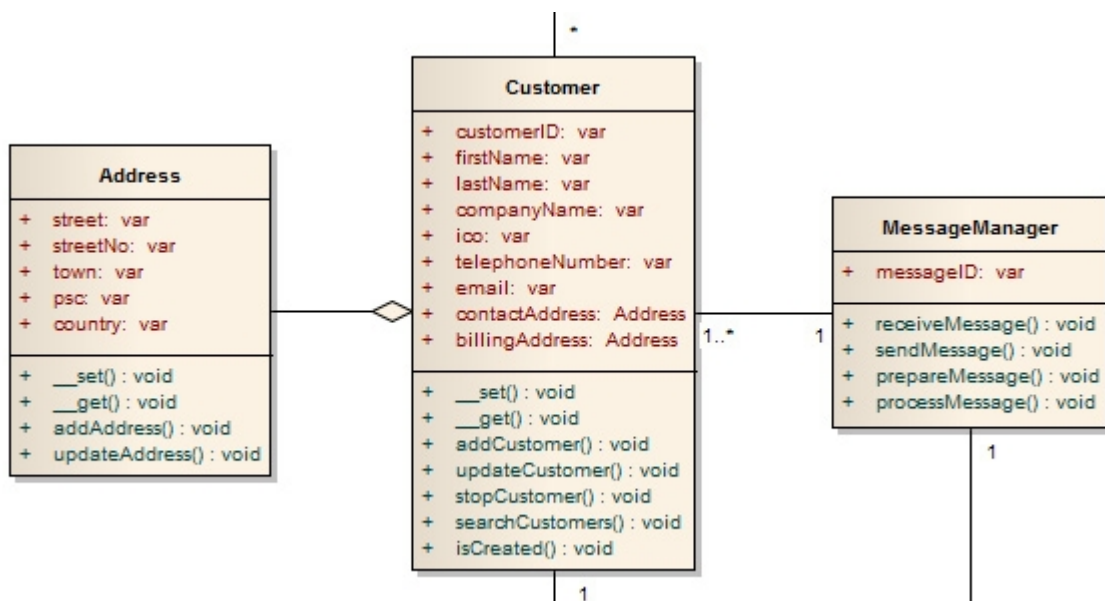 *
Customer
+ customerID: var
+ firstName: var
+ lastName: var
+ companyName: var
+ ico: var
+ telephoneNumber: var
+ email: var
+ contactAddress: Address
+ billingAddress: Address
+ __set() : void
+ __get() : void
+ addCustomer() : void
+ updateCustomer() : void
+ stopCustomer() : void
+ searchCustomers() : void
+ isCreated() : void
1
Address
+ street: var
+ streetNo: var
+ town: var
+ psc: var
+ country: var
+ __set() : void
+ __get() : void
+ addAddress() : void
+ updateAddress() : void
1..*
1
MessageManager
+ messageID: var
+ receiveMessage() : void
+ sendMessage() : void
+ prepareMessage() : void
+ processMessage() : void
1